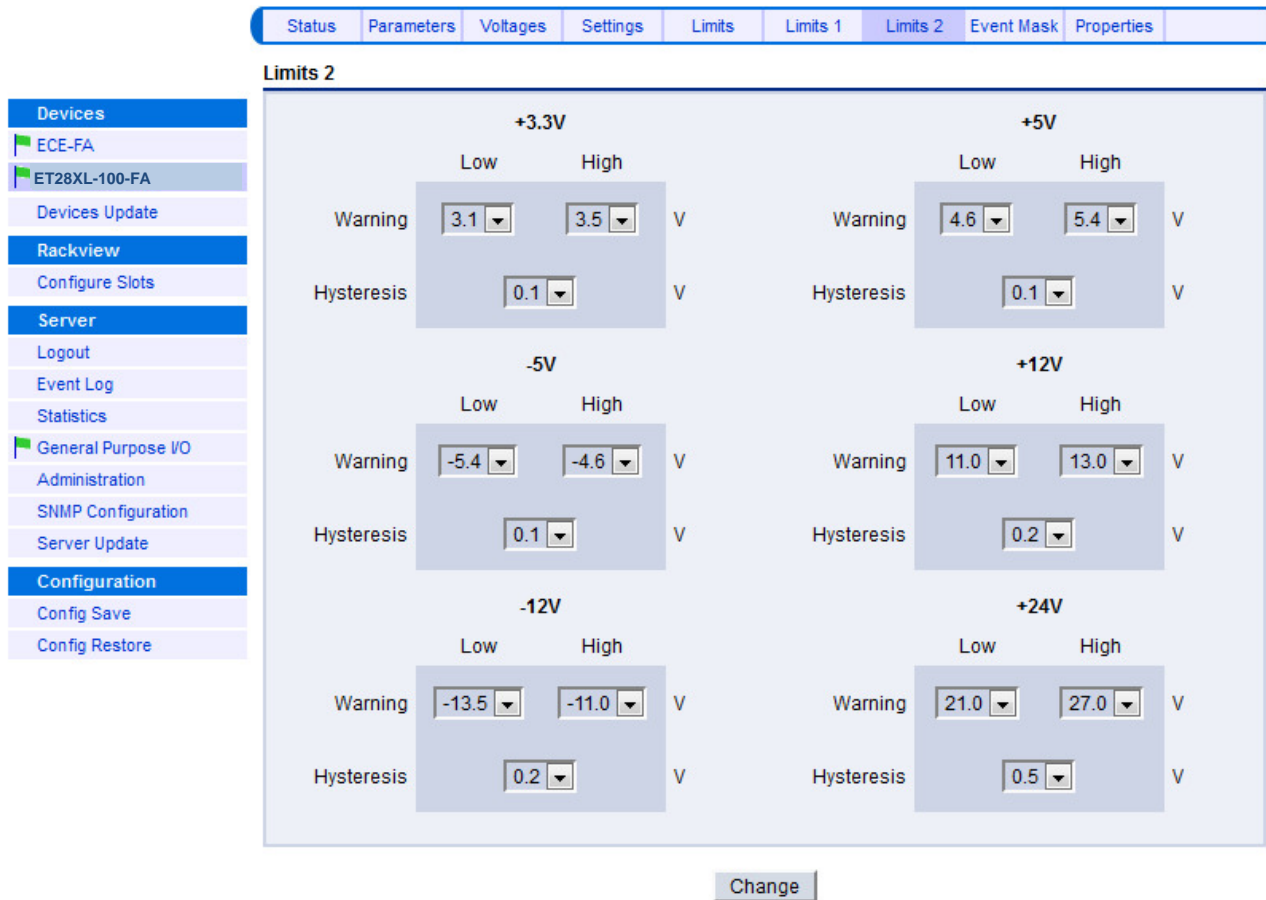 Status Parameters Voltages Settings Limits Limits 1 Limits 2 Event Mask Properties
Limits 2
Devices
ECE-FA
ET28XL-100-FA
Devices Update
Rackview
Configure Slots
Server
Logout
Event Log
Statistics
General Purpose I/O
Administration
SNMP Configuration
Server Update
Configuration
Config Save
Config Restore
+3.3V
Low High
Warning 3.1 3.5 V
Hysteresis 0.1 V
+5V
Low High
Warning 4.6 5.4 V
Hysteresis 0.1 V
-5V
Low High
Warning -5.4 -4.6 V
Hysteresis 0.1 V
+12V
Low High
Warning 11.0 13.0 V
Hysteresis 0.2 V
-12V
Low High
Warning -13.5 -11.0 V
Hysteresis 0.2 V
+24V
Low High
Warning 21.0 27.0 V
Hysteresis 0.5 V
Change